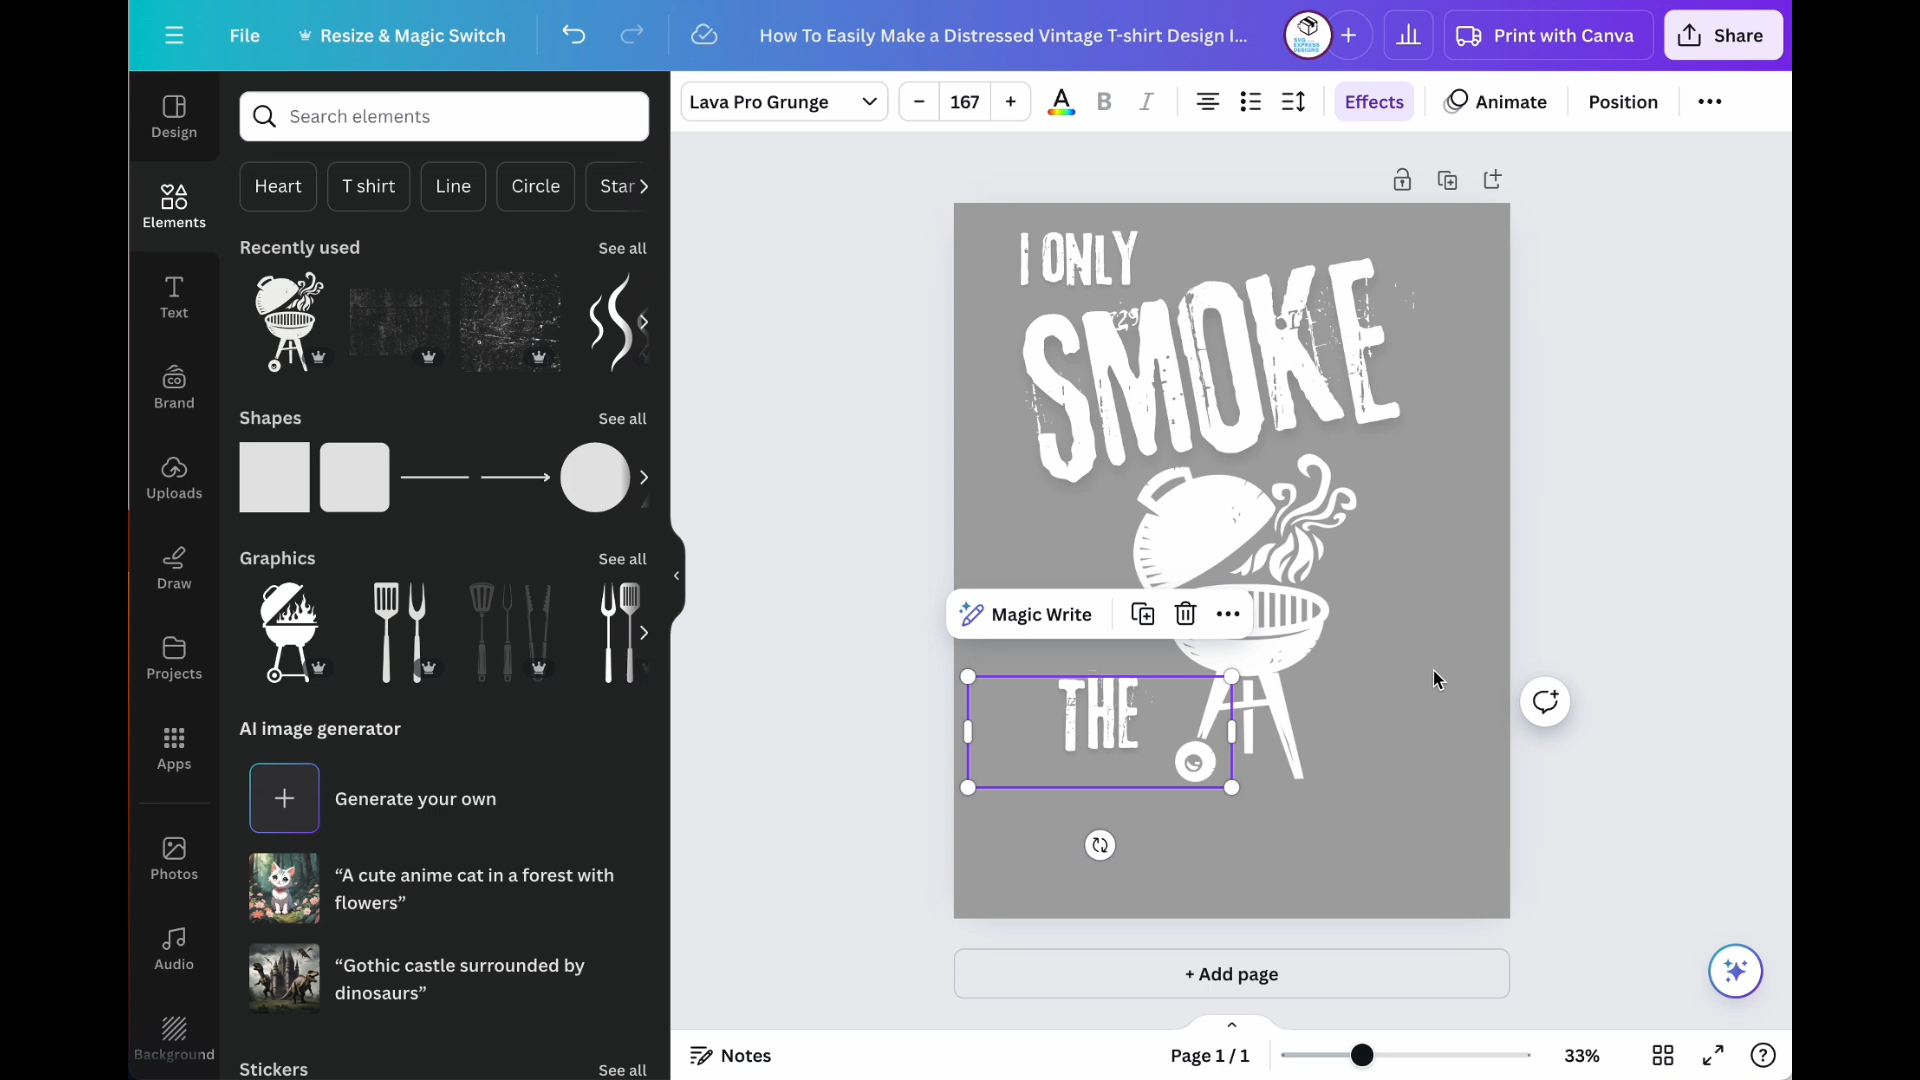 File
Resize & Magic Switch
How To Easily Make a Distressed Vintage T-shirt Design I...
SVG EXPRESS DESIGNS
Print with Canva
Share
Design
Elements
Text
Brand
Uploads
Draw
Projects
Apps
Photos
Audio
Background
Search elements
Heart
T shirt
Line
Circle
Star
Recently used
See all
Shapes
See all
Graphics
See all
AI image generator
Generate your own
“A cute anime cat in a forest with
flowers”
“Gothic castle surrounded by
dinosaurs”
Stickers
See all
Lava Pro Grunge
167
Effects
Animate
Position
I ONLY
SMOKE
Magic Write
THE
+ Add page
Notes
Page 1 / 1
33%